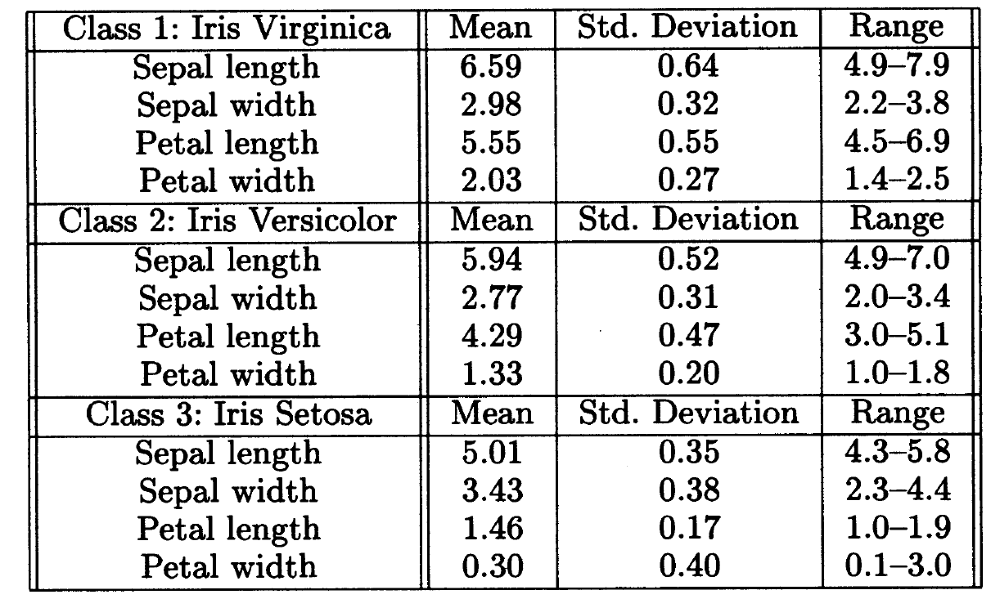 Class 1: Iris Virginica Mean Std. Deviation Range
Sepal length 6.59 0.64 4.9–7.9
Sepal width 2.98 0.32 2.2–3.8
Petal length 5.55 0.55 4.5–6.9
Petal width 2.03 0.27 1.4–2.5
Class 2: Iris Versicolor Mean Std. Deviation Range
Sepal length 5.94 0.52 4.9–7.0
Sepal width 2.77 0.31 2.0–3.4
Petal length 4.29 0.47 3.0–5.1
Petal width 1.33 0.20 1.0–1.8
Class 3: Iris Setosa Mean Std. Deviation Range
Sepal length 5.01 0.35 4.3–5.8
Sepal width 3.43 0.38 2.3–4.4
Petal length 1.46 0.17 1.0–1.9
Petal width 0.30 0.40 0.1–3.0